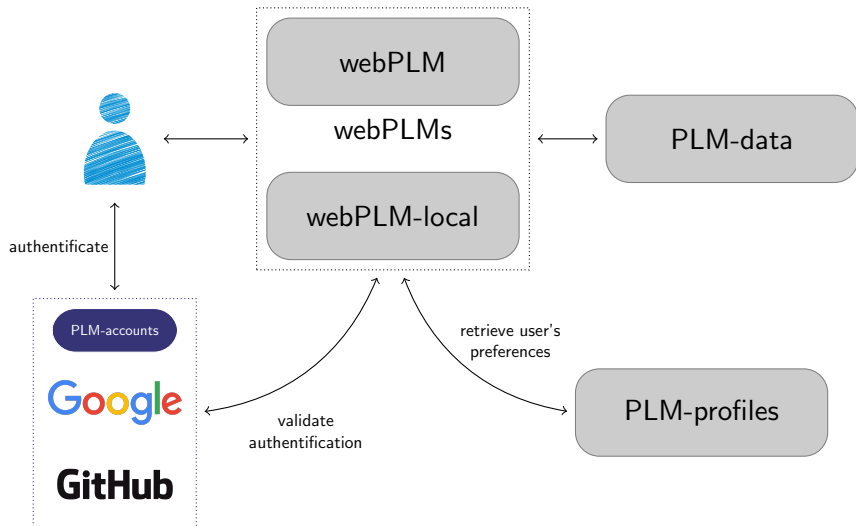 webPLM
webPLMs
PLM-data
webPLM-local
authentificate
PLM-accounts
retrieve user's
preferences
Google
PLM-profiles
validate
authentification
GitHub